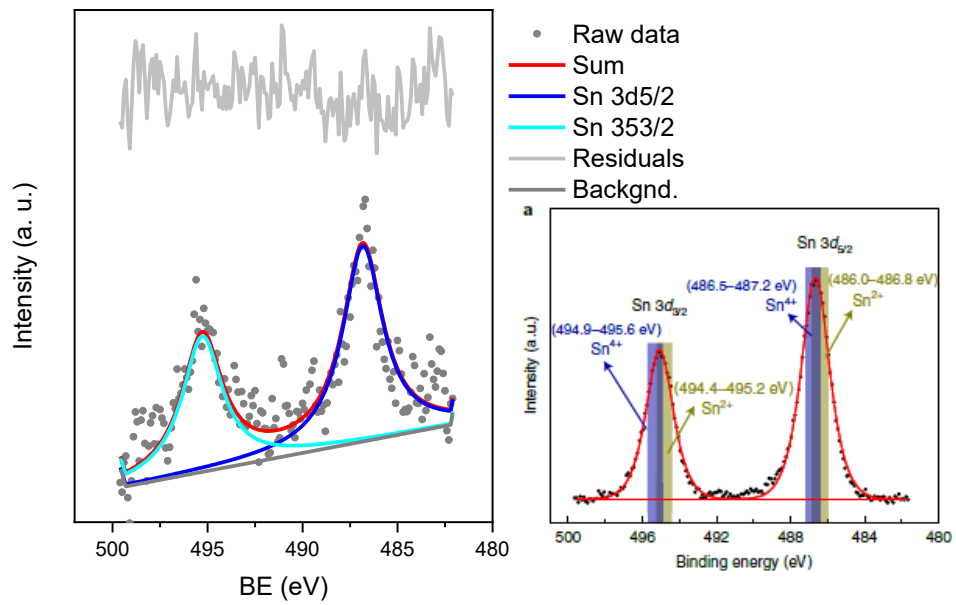 Raw data
Sum
Sn 3d5/2
Sn 353/2
Residuals
Backgnd.
Intensity (a. u.)
500 495 490 485 480
BE (eV)
a
Sn 3d5/2
(486.5–487.2 eV)
Sn4+
(486.0–486.8 eV)
Sn2+
Sn 3d3/2
(494.9–495.6 eV)
Sn4+
(494.4–495.2 eV)
Sn2+
Intensity (a.u.)
500 496 492 488 484 480
Binding energy (eV)